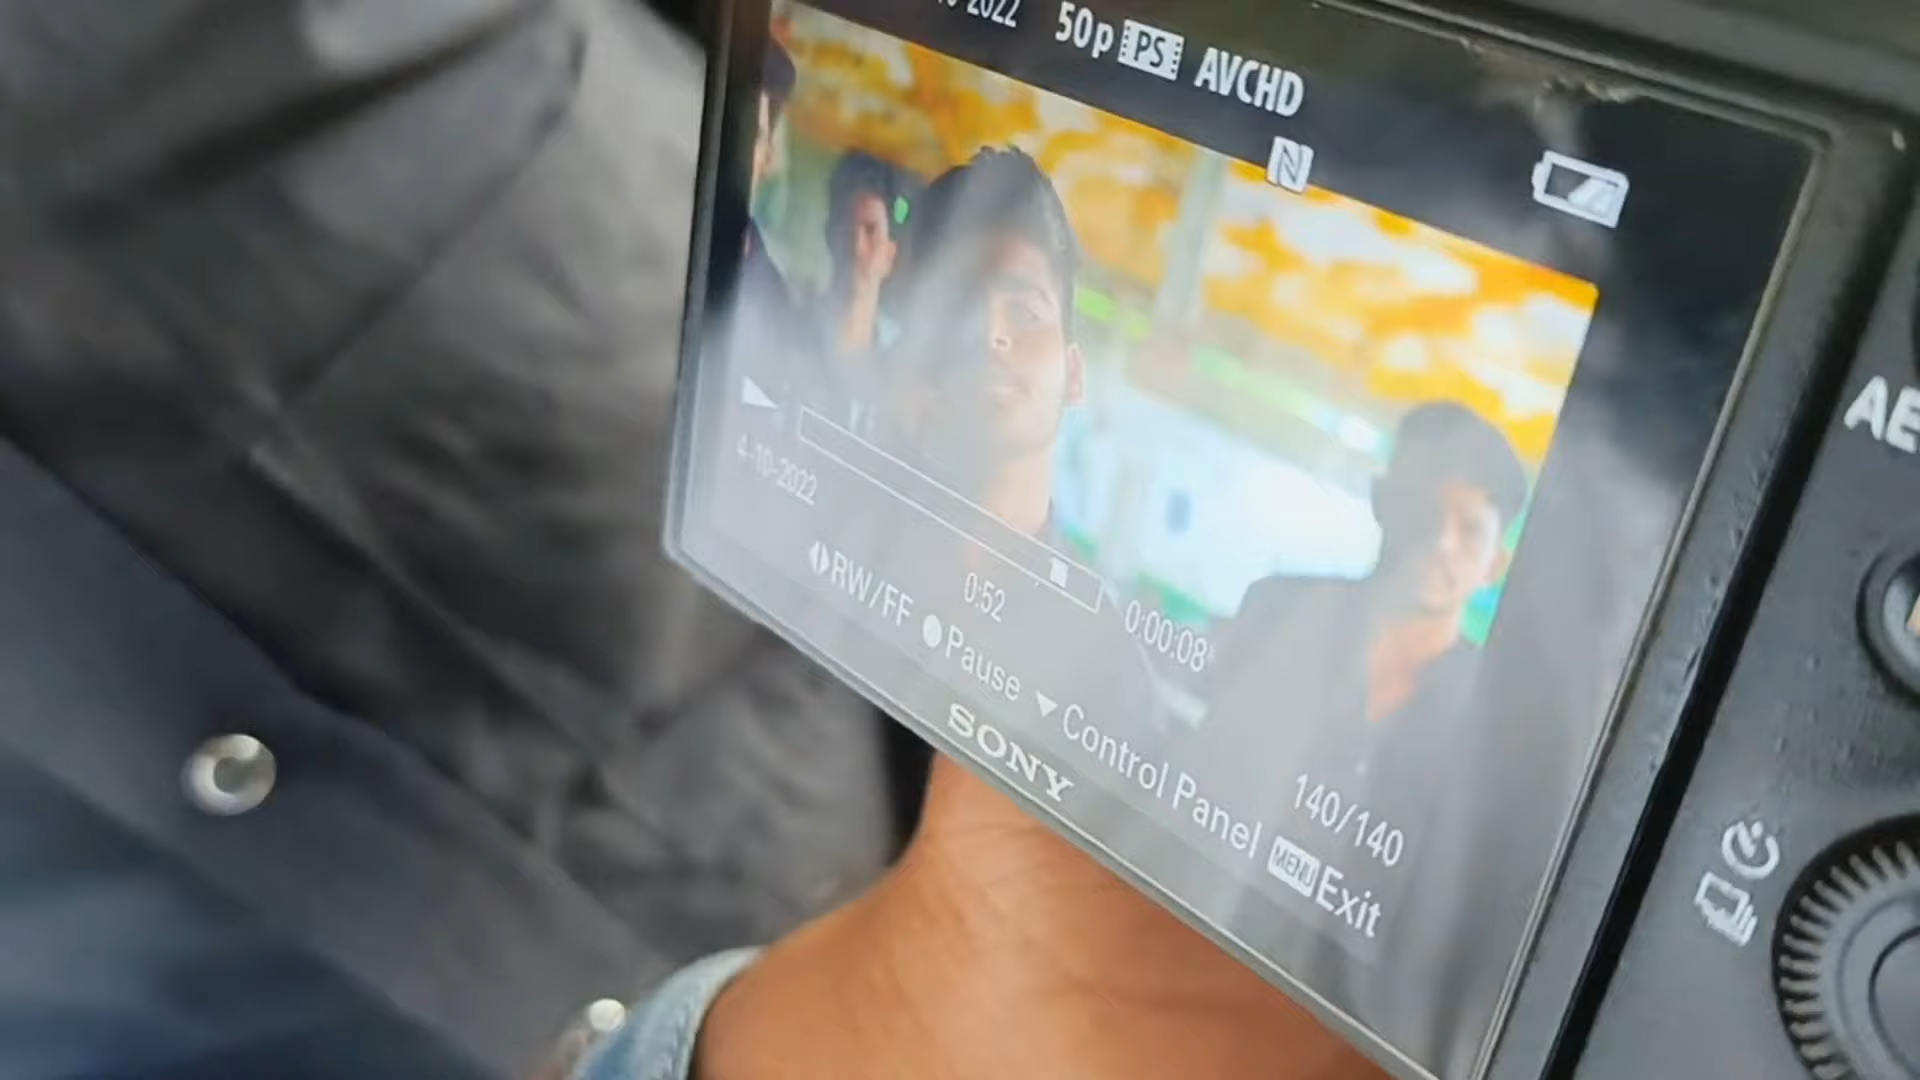 -2022 50p PS AVCHD
N
4-10-2022
0:52 0:00:08
RW/FF Pause Control Panel
140/140
MENU Exit
SONY
AE